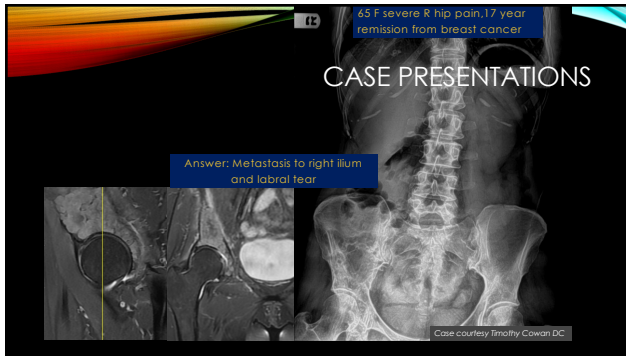 65 F severe R hip pain,17 year
remission from breast cancer
CASE PRESENTATIONS
Answer: Metastasis to right ilium
and labral tear
Case courtesy Timothy Cowan DC